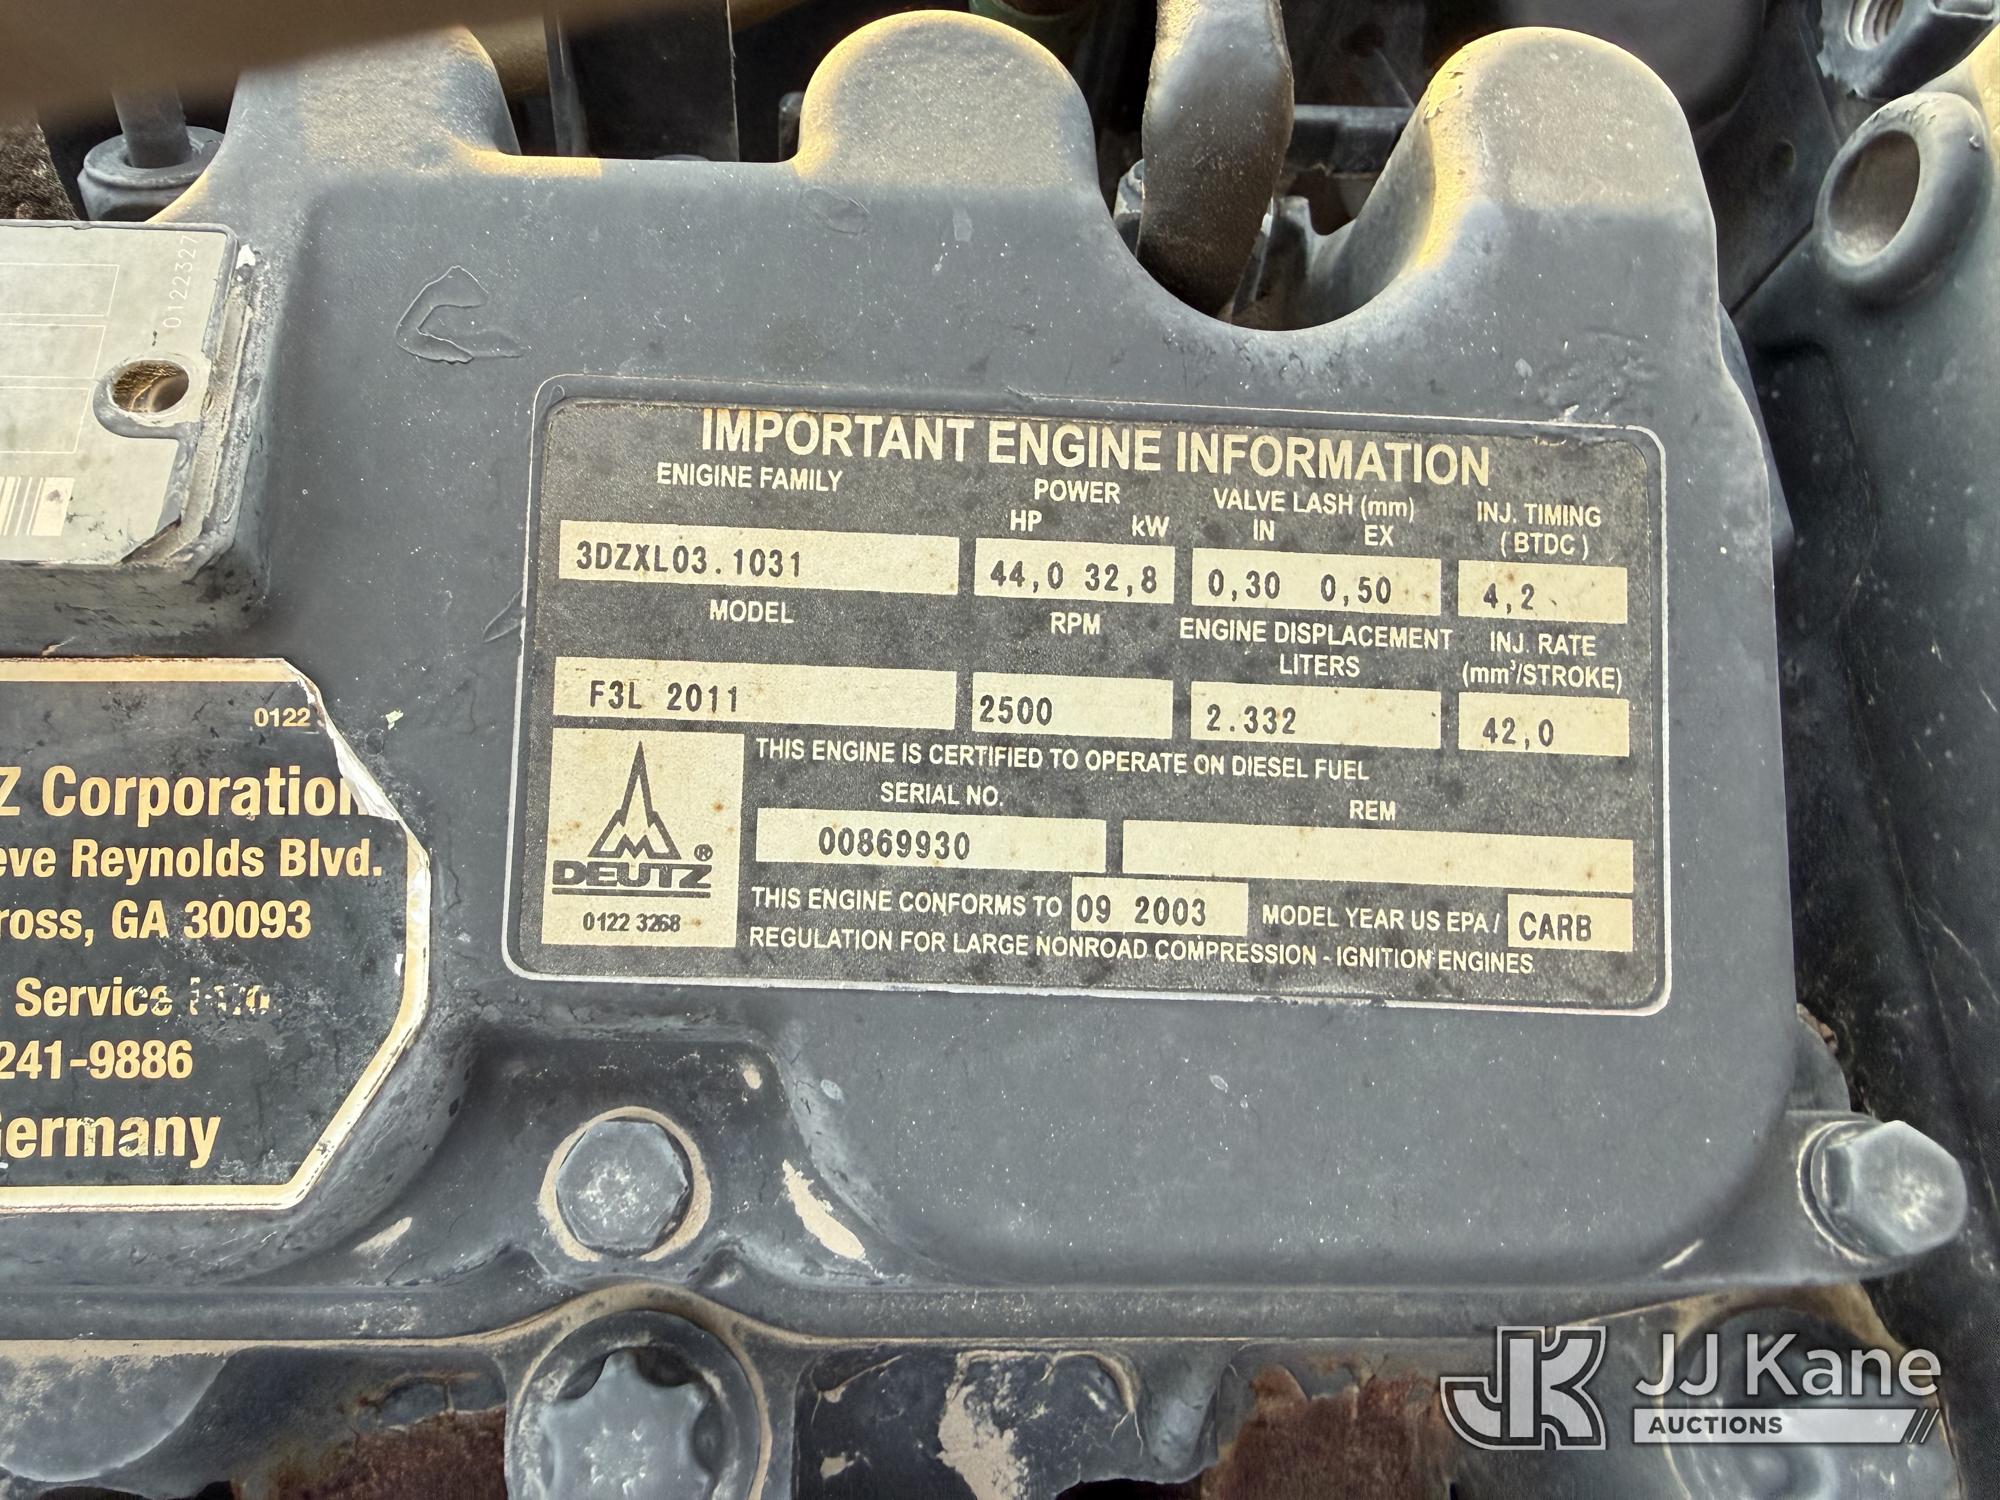 0122327
0122
Z Corporation
eve Reynolds Blvd.
ross, GA 30093
Service
241-9886
Germany
IMPORTANT ENGINE INFORMATION
ENIGINE FAMILY
POWER
HP kW
VALVE LASH (mm)
IN EX
INJ. TIMING
( BTDC )
3DZXL03.1031
44,0 32,8
0,30 0,50
4,2
MODEL
RPM
ENGINE DISPLACEMENT
LITERS
INJ. RATE
(mm³/STROKE)
F3L 2011
2500
2.332
42,0
THIS ENGINE IS CERTIFIED TO OPERATE ON DIESEL FUEL
SERIAL NO.
REM
00869930
DEUTZ®
0122 3268
THIS ENGINE CONFORMS TO 09 2003 MODEL YEAR US EPA / CARB
REGULATION FOR LARGE NONROAD COMPRESSION - IGNITION ENGINES
JK JJ Kane
AUCTIONS